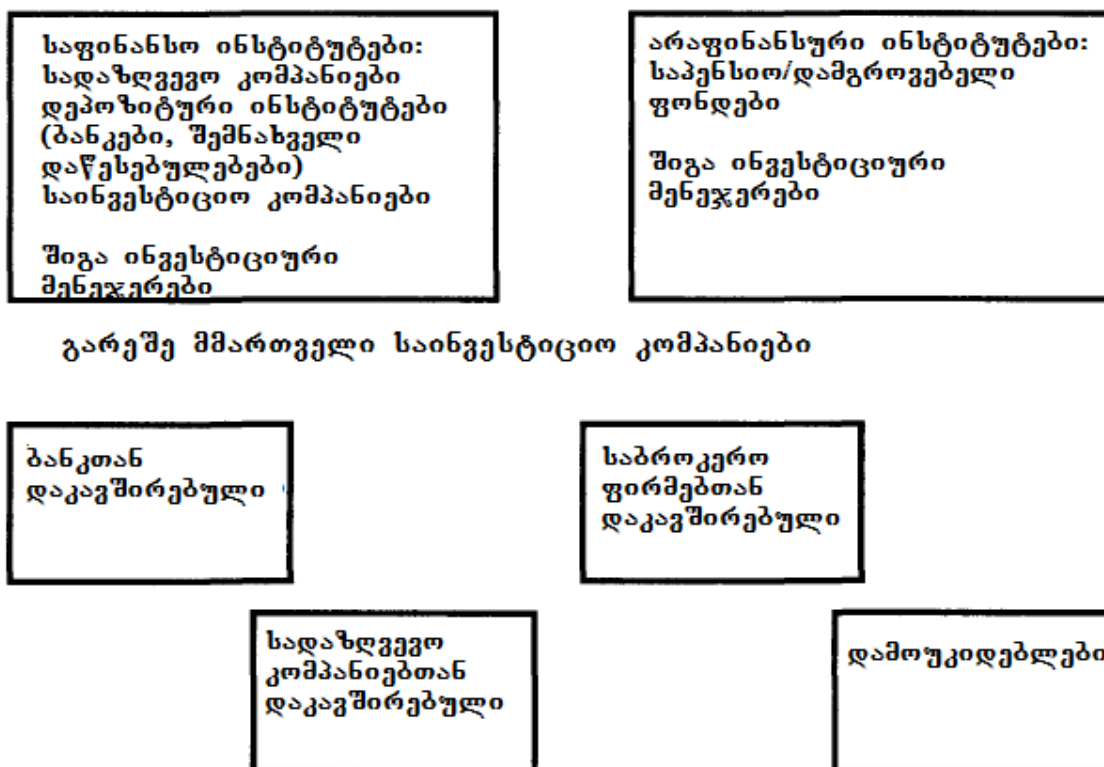 საფინანსო ინსტიტუტები:
სადაზღვევო კომპანიები
დეპოზიტური ინსტიტუტები
(ბანკები, შემნახველი
დაწესებულებები)
საინვესტიციო კომპანიები
შიგა ინვესტიციური
მენეჯერები
არაფინანსური ინსტიტუტები:
საპენსიო/დამგროვებელი
ფონდები
შიგა ინვესტიციური
მენეჯერები
გარეშე მმართველი საინვესტიციო კომპანიები
ბანკთან
დაკავშირებული
საბროკერო
ფირმებთან
დაკავშირებული
სადაზღვევო
კომპანიებთან
დაკავშირებული
დამოუკიდებლები